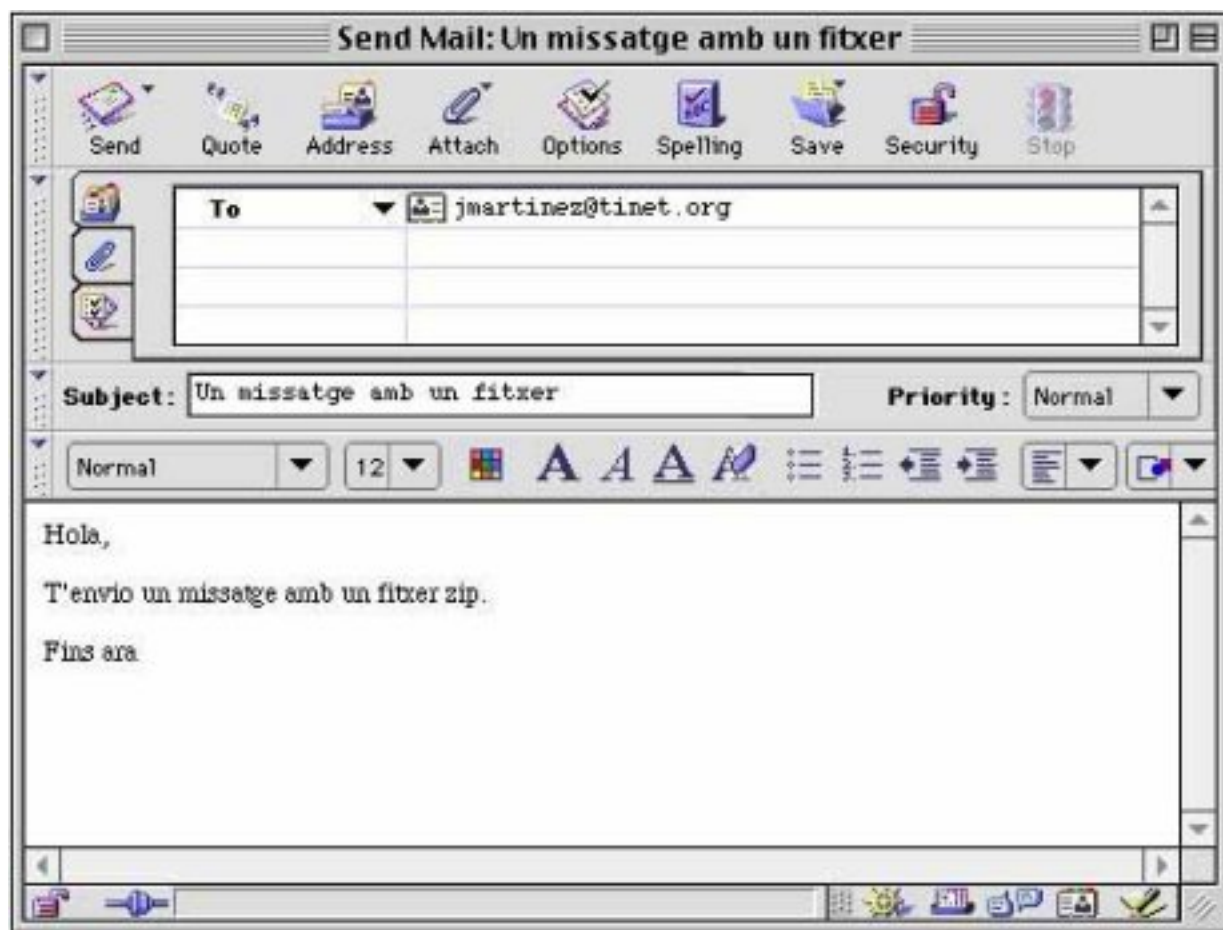 Send Mail: Un missatge amb un fitxer
Send Quote Address Attach Options Spelling Save Security Stop
To jmartinez@tinet.org
Subject: Un missatge amb un fitxer Priority: Normal
Normal 12
Hola,
T'envio un missatge amb un fitxer zip.
Fins ara